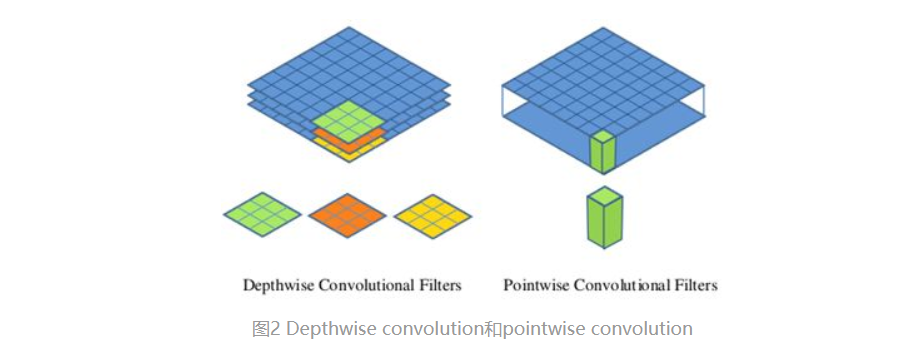 Depthwise Convolutional Filters
Pointwise Convolutional Filters
图2 Depthwise convolution和pointwise convolution